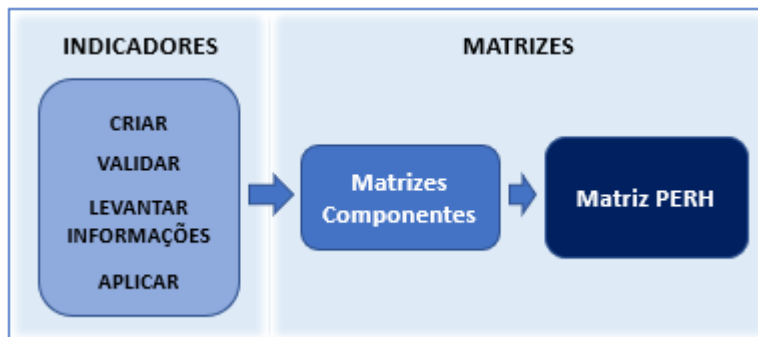 INDICADORES
CRIAR
VALIDAR
LEVANTAR
INFORMAÇÕES
APLICAR
MATRIZES
Matrizes
Componentes
Matriz PERH